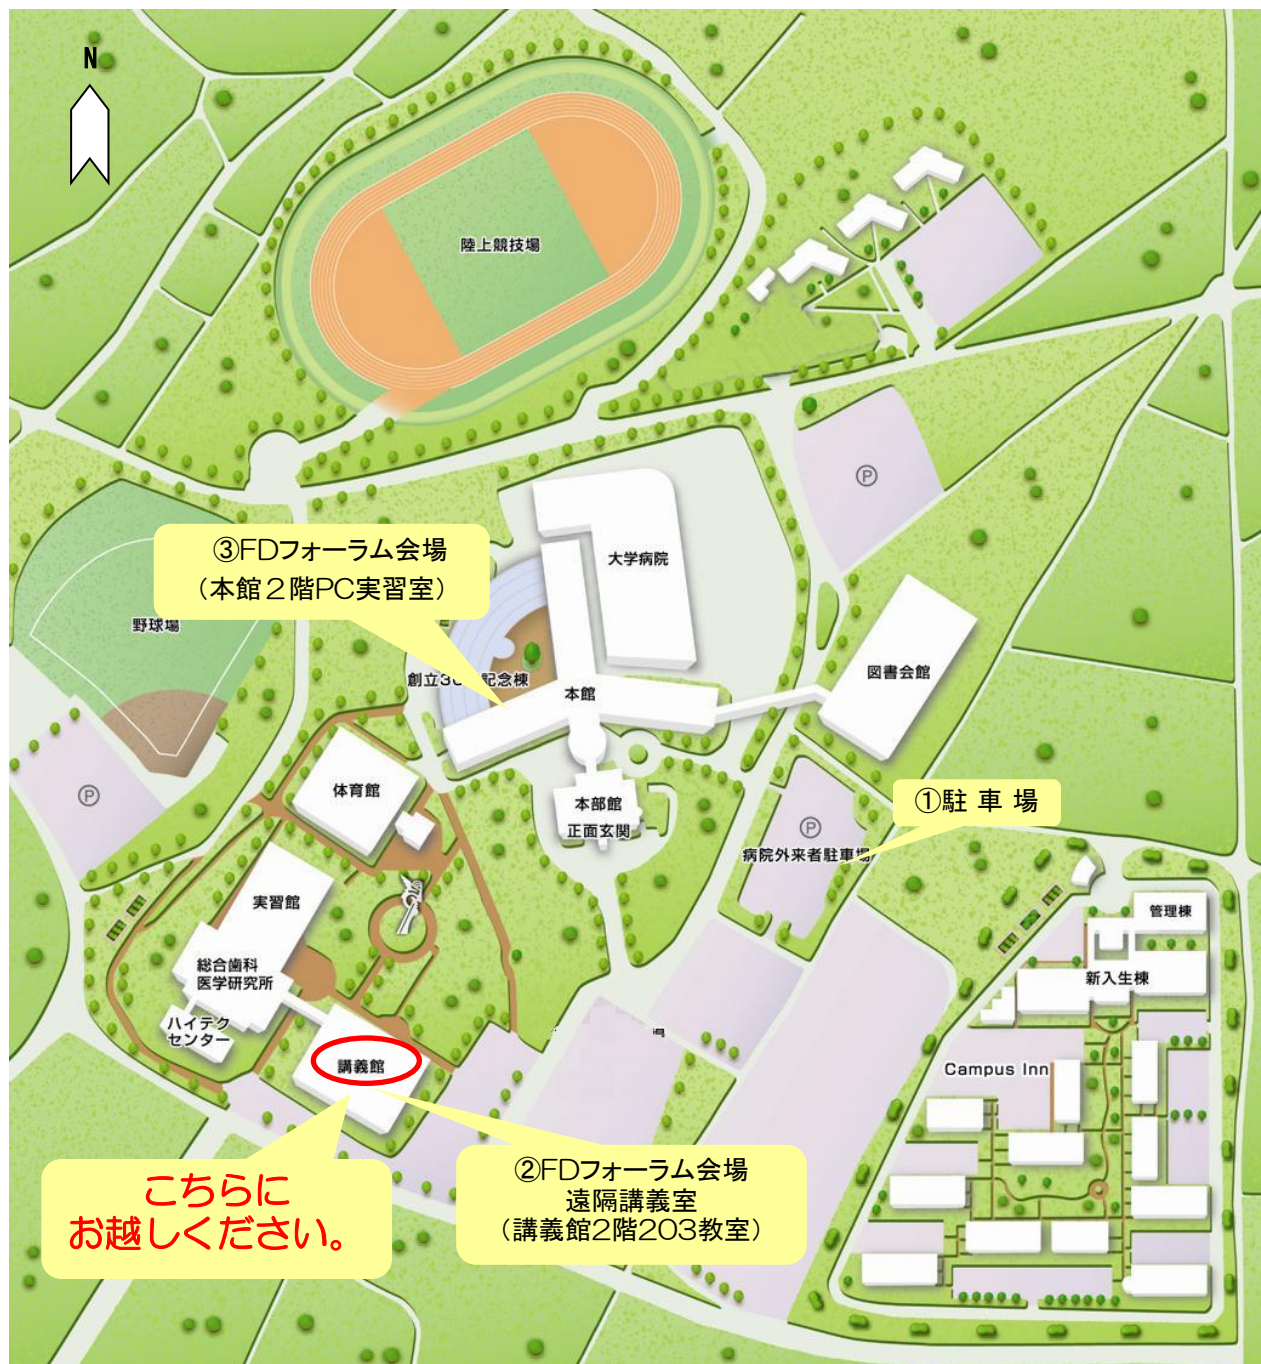 N
陸上競技場
Ⓟ
③FDフォーラム会場
（本館２階PC実習室）
大学病院
野球場
図書会館
創立3
記念棟
本館
体育館
本部館
正面玄関
①駐 車 場
Ⓟ
Ⓟ
病院外来者駐車場
実習館
管理棟
総合歯科
医学研究所
新入生棟
ハイテク
センター
講義館
Campus Inn
こちらに
お越しください。
②FDフォーラム会場
遠隔講義室
（講義館2階203教室）